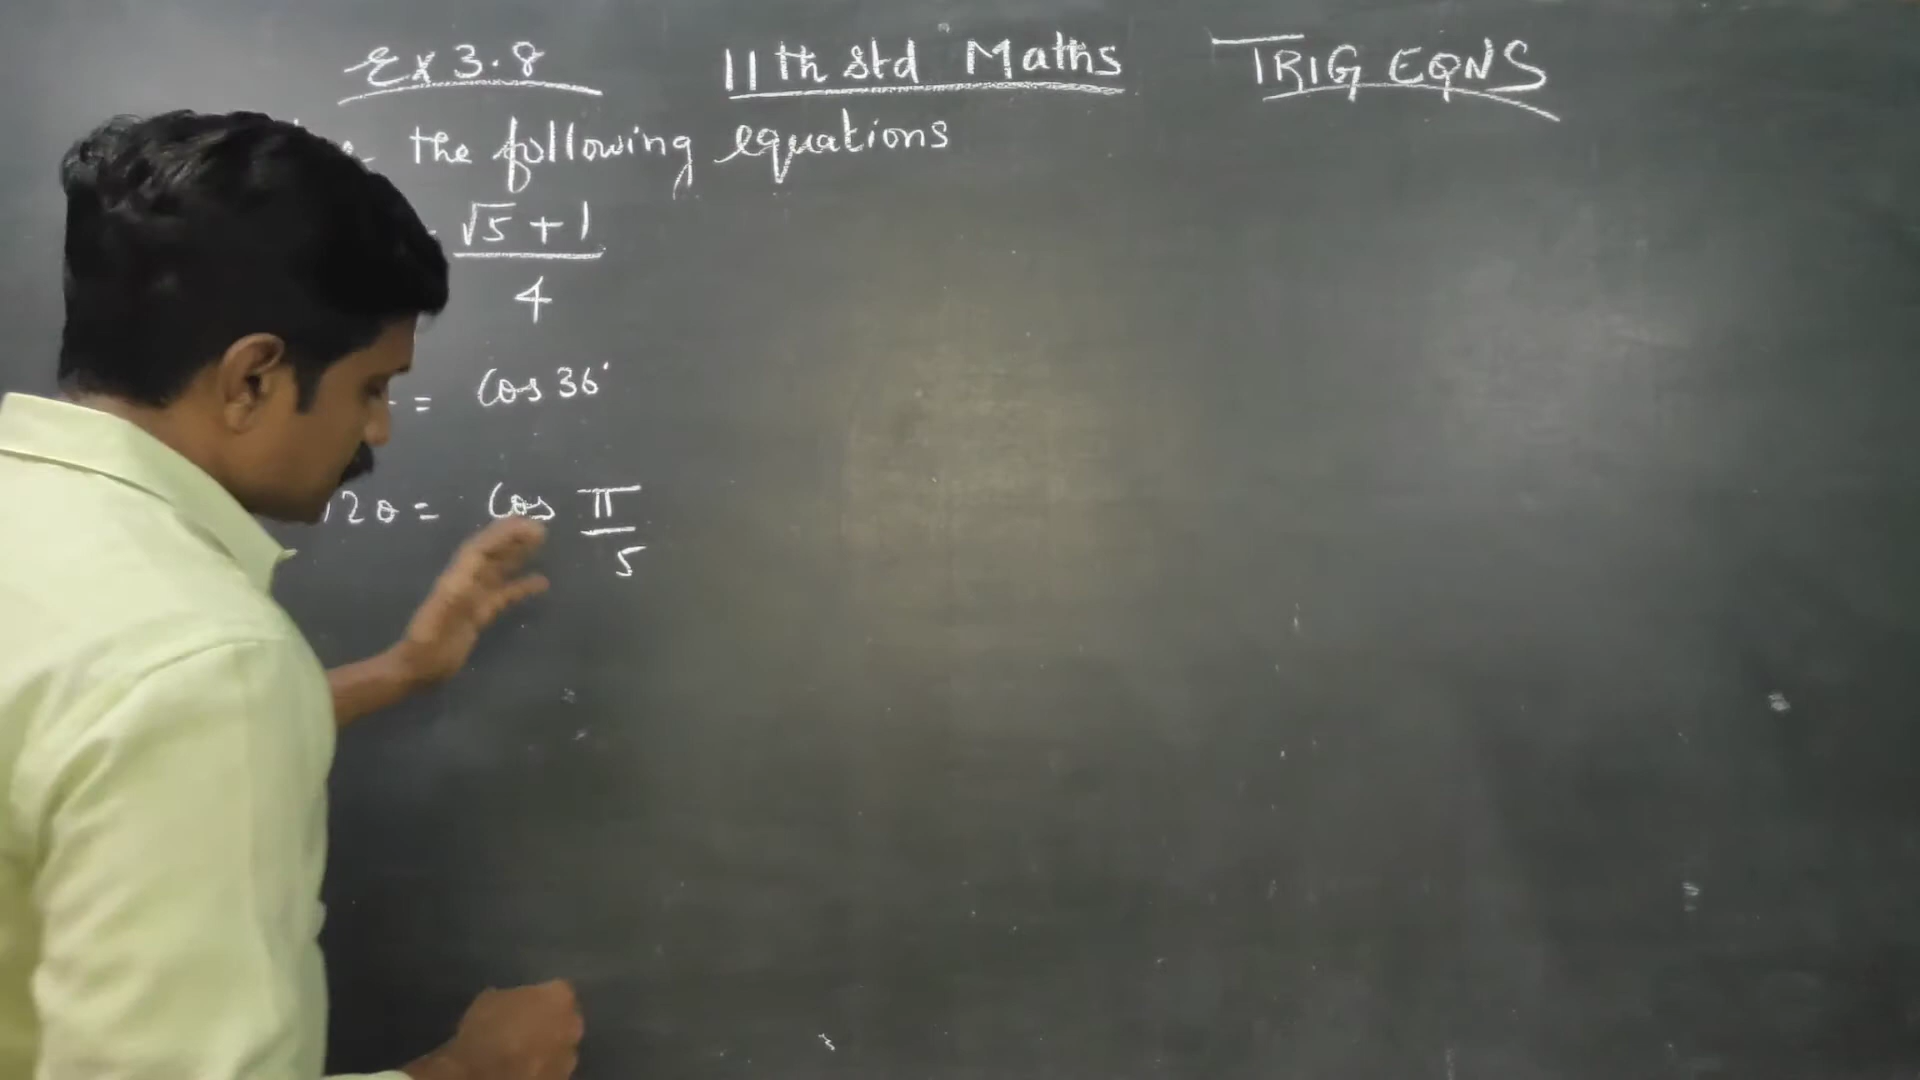 Ex 3.8 11th Std Maths TRIG EQNS
the following equations
√5 + 1
4
= Cos 36°
2θ = Cos π
5